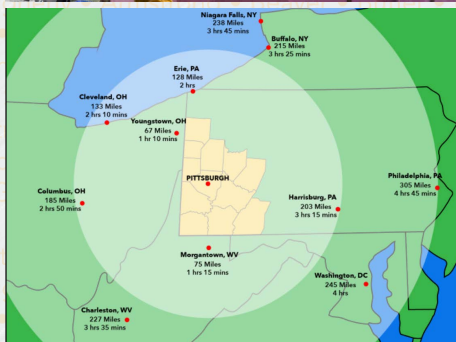 Niagara Falls, NY
238 Miles
3 hrs 45 mins
Buffalo, NY
215 Miles
3 hrs 25 mins
Erie, PA
128 Miles
2 hrs
Cleveland, OH
133 Miles
2 hrs 10 mins
Youngstown, OH
67 Miles
1 hr 10 mins
PITTSBURGH
Philadelphia, PA
305 Miles
4 hrs 45 mins
Columbus, OH
185 Miles
2 hrs 50 mins
Harrisburg, PA
203 Miles
3 hrs 15 mins
Morgantown, WV
75 Miles
1 hrs 15 mins
Washington, DC
245 Miles
4 hrs
Charleston, WV
227 Miles
3 hrs 35 mins